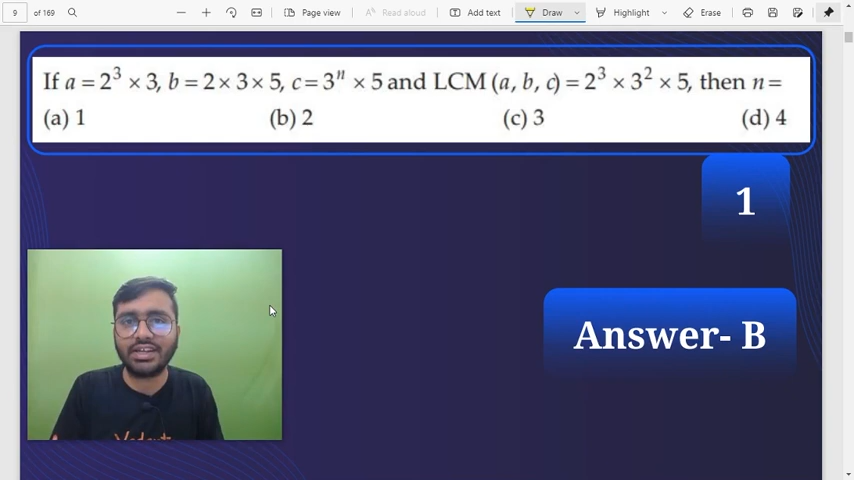 9 of 169 Page view Read aloud Add text Draw Highlight Erase
If a = 2³ × 3, b = 2 × 3 × 5, c = 3ⁿ × 5 and LCM (a, b, c) = 2³ × 3² × 5, then n =
(a) 1 (b) 2 (c) 3 (d) 4
1
Answer- B